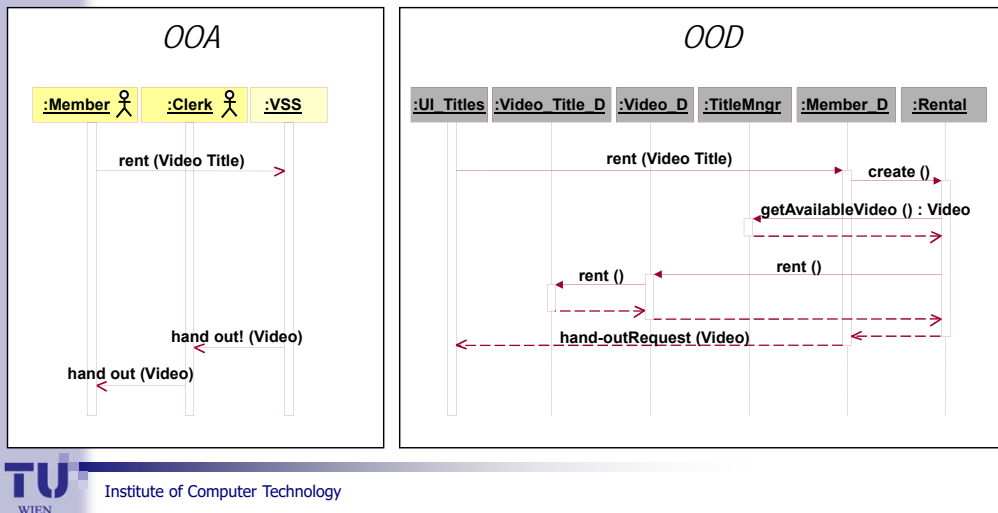 OOA
:Member :Clerk :VSS
rent (Video Title)
hand out! (Video)
hand out (Video)
OOD
:UI_Titles :Video_Title_D :Video_D :TitleMngr :Member_D :Rental
rent (Video Title)
create ()
getAvailableVideo () : Video
rent ()
rent ()
hand-outRequest (Video)
TU
WIEN
Institute of Computer Technology